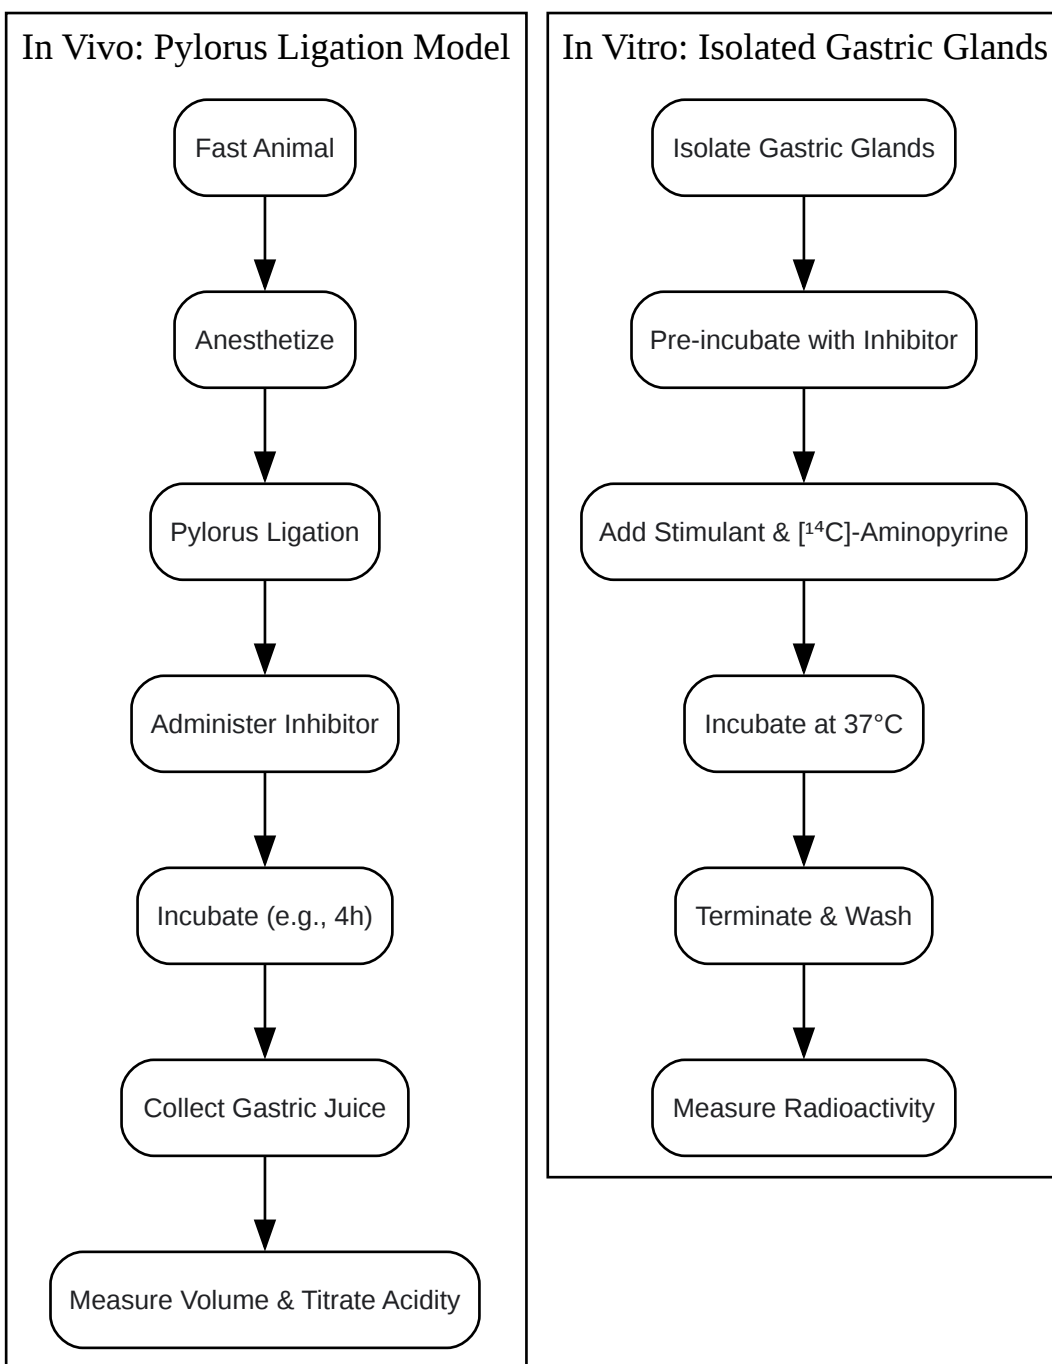 In Vivo: Pylorus Ligation Model
Fast Animal
Anesthetize
Pylorus Ligation
Administer Inhibitor
Incubate (e.g., 4h)
Collect Gastric Juice
Measure Volume & Titrate Acidity
In Vitro: Isolated Gastric Glands
Isolate Gastric Glands
Pre-incubate with Inhibitor
Add Stimulant & [¹⁴C]-Aminopyrine
Incubate at 37°C
Terminate & Wash
Measure Radioactivity